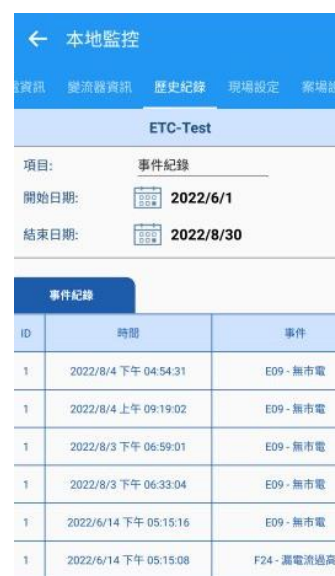 ← 本地監控
資訊 變流器資訊 歷史紀錄 現場設定 案場
ETC-Test
項目: 事件紀錄
開始日期: 2022/6/1
結束日期: 2022/8/30
事件紀錄
ID 時間 事件
1 2022/8/4 下午 04:54:31 E09 - 無市電
1 2022/8/4 上午 09:19:02 E09 - 無市電
1 2022/8/3 下午 06:59:01 E09 - 無市電
1 2022/8/3 下午 06:33:04 E09 - 無市電
1 2022/6/14 下午 05:15:16 E09 - 無市電
1 2022/6/14 下午 05:15:08 F24 - 漏電流過高